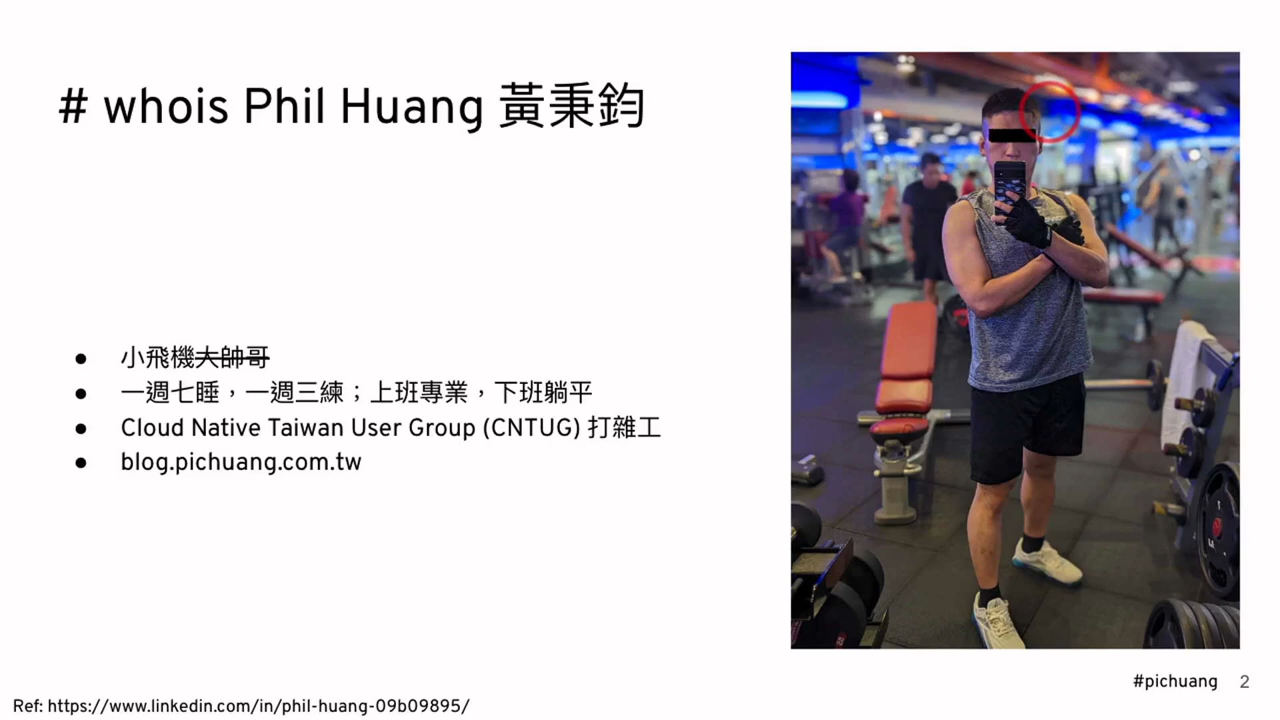 # whois Phil Huang 黃秉鈞
● 小飛機大帥哥
● 一週七睡，一週三練；上班專業，下班躺平
● Cloud Native Taiwan User Group (CNTUG) 打雜工
● blog.pichuang.com.tw
#pichuang 2
Ref: https://www.linkedin.com/in/phil-huang-09b09895/